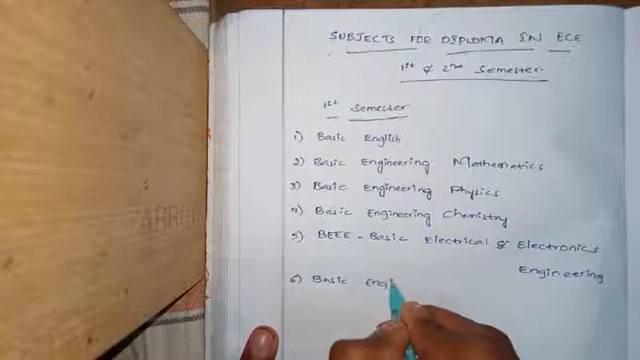 SUBJECTS FOR DIPLOMA IN ECE
1st & 2nd Semester.
1st Semester
1) Basic English
2) Basic Engineering Mathematics
3) Basic Engineering Physics
4) Basic Engineering Chemistry.
5) BEEE - Basic Electrical & Electronics
Engineering
6) Basic Engi